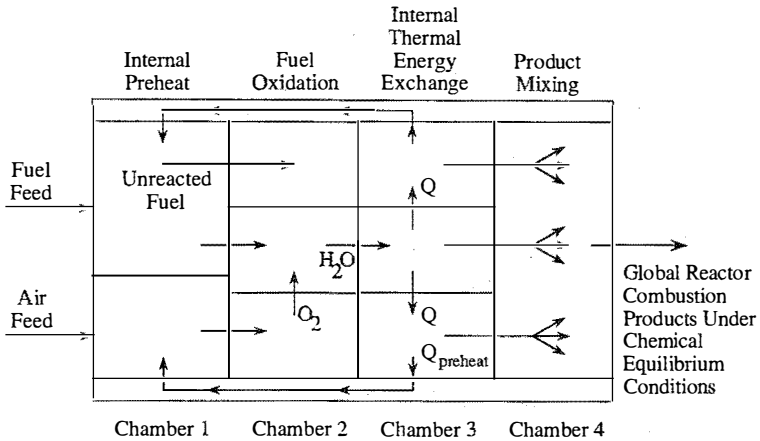 Internal
Preheat
Fuel
Oxidation
Internal
Thermal
Energy
Exchange
Product
Mixing
Fuel
Feed
Unreacted
Fuel
Q
H2O
Air
Feed
O2
Q
Qpreheat
Global Reactor
Combustion
Products Under
Chemical
Equilibrium
Conditions
Chamber 1
Chamber 2
Chamber 3
Chamber 4